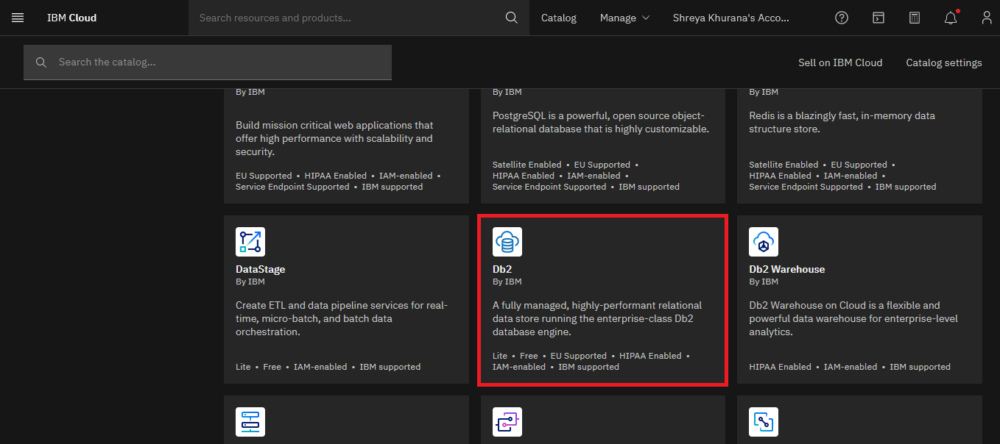 IBM Cloud
Search resources and products...
Catalog
Manage
Shreya Khurana's Acco...
Search the catalog...
Sell on IBM Cloud
Catalog settings
By IBM
Build mission critical web applications that
offer high performance with scalability and
security.
EU Supported • HIPAA Enabled • IAM-enabled •
Service Endpoint Supported • IBM supported
By IBM
PostgreSQL is a powerful, open source object-
relational database that is highly customizable.
Satellite Enabled • EU Supported •
HIPAA Enabled • IAM-enabled •
Service Endpoint Supported • IBM supported
By IBM
Redis is a blazingly fast, in-memory data
structure store.
Satellite Enabled • EU Supported •
HIPAA Enabled • IAM-enabled •
Service Endpoint Supported • IBM supported
DataStage
By IBM
Create ETL and data pipeline services for real-
time, micro-batch, and batch data
orchestration.
Lite • Free • IAM-enabled • IBM supported
Db2
By IBM
A fully managed, highly-performant relational
data store running the enterprise-class Db2
database engine.
Lite • Free • EU Supported • HIPAA Enabled •
IAM-enabled • IBM supported
Db2 Warehouse
By IBM
Db2 Warehouse on Cloud is a flexible and
powerful data warehouse for enterprise-level
analytics.
HIPAA Enabled • IAM-enabled • IBM supported